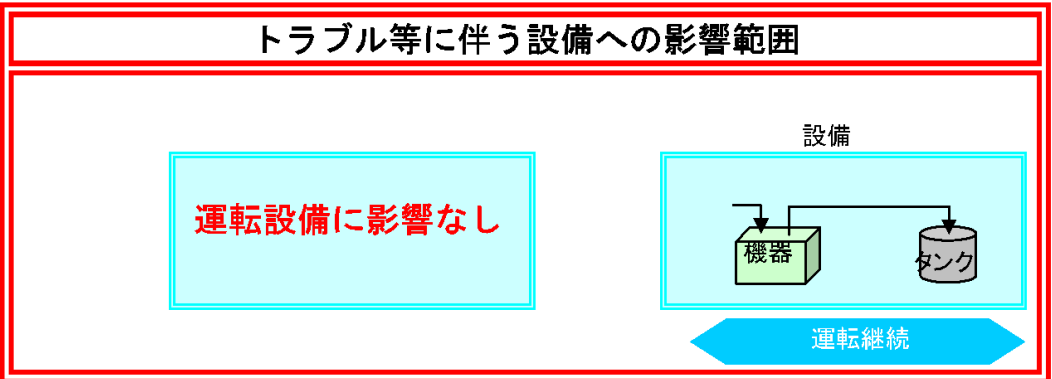 トラブル等に伴う設備への影響範囲
設備
運転設備に影響なし
機器
タンク
運転継続